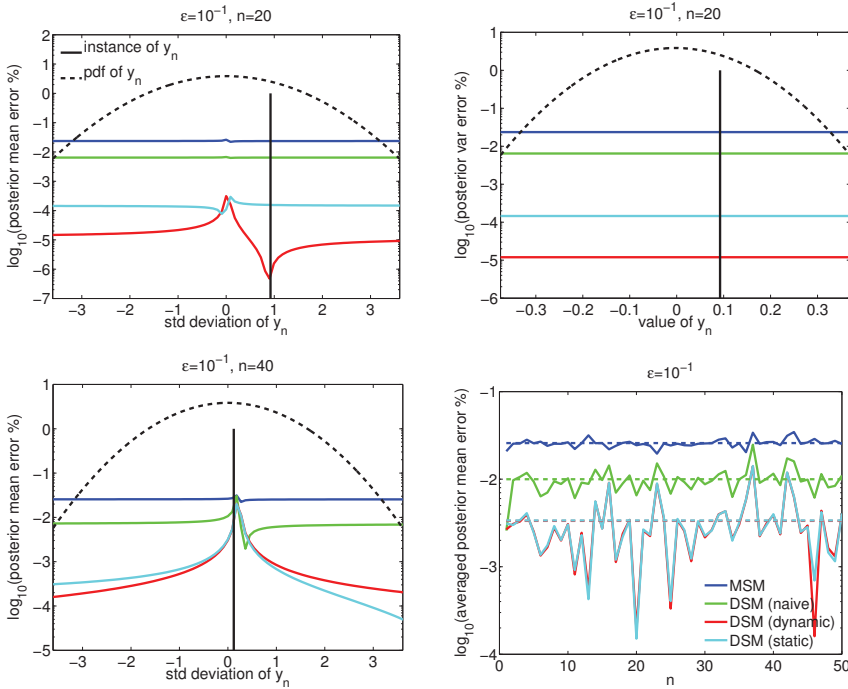 ε=10⁻¹, n=20
log₁₀(posterior mean error %)
2
1
0
−1
−2
−3
−4
−5
−6
−7
instance of yₙ
pdf of yₙ
−3 −2 −1 0 1 2 3
std deviation of yₙ
ε=10⁻¹, n=20
log₁₀(posterior var error %)
2
1
0
−1
−2
−3
−4
−5
−6
−0.3 −0.2 −0.1 0 0.1 0.2 0.3
value of yₙ
ε=10⁻¹, n=40
log₁₀(posterior mean error %)
1
0
−1
−2
−3
−4
−5
−3 −2 −1 0 1 2 3
std deviation of yₙ
ε=10⁻¹
log₁₀(averaged posterior mean error %)
−1
−2
−3
−4
MSM
DSM (naive)
DSM (dynamic)
DSM (static)
0 10 20 30 40 50
n